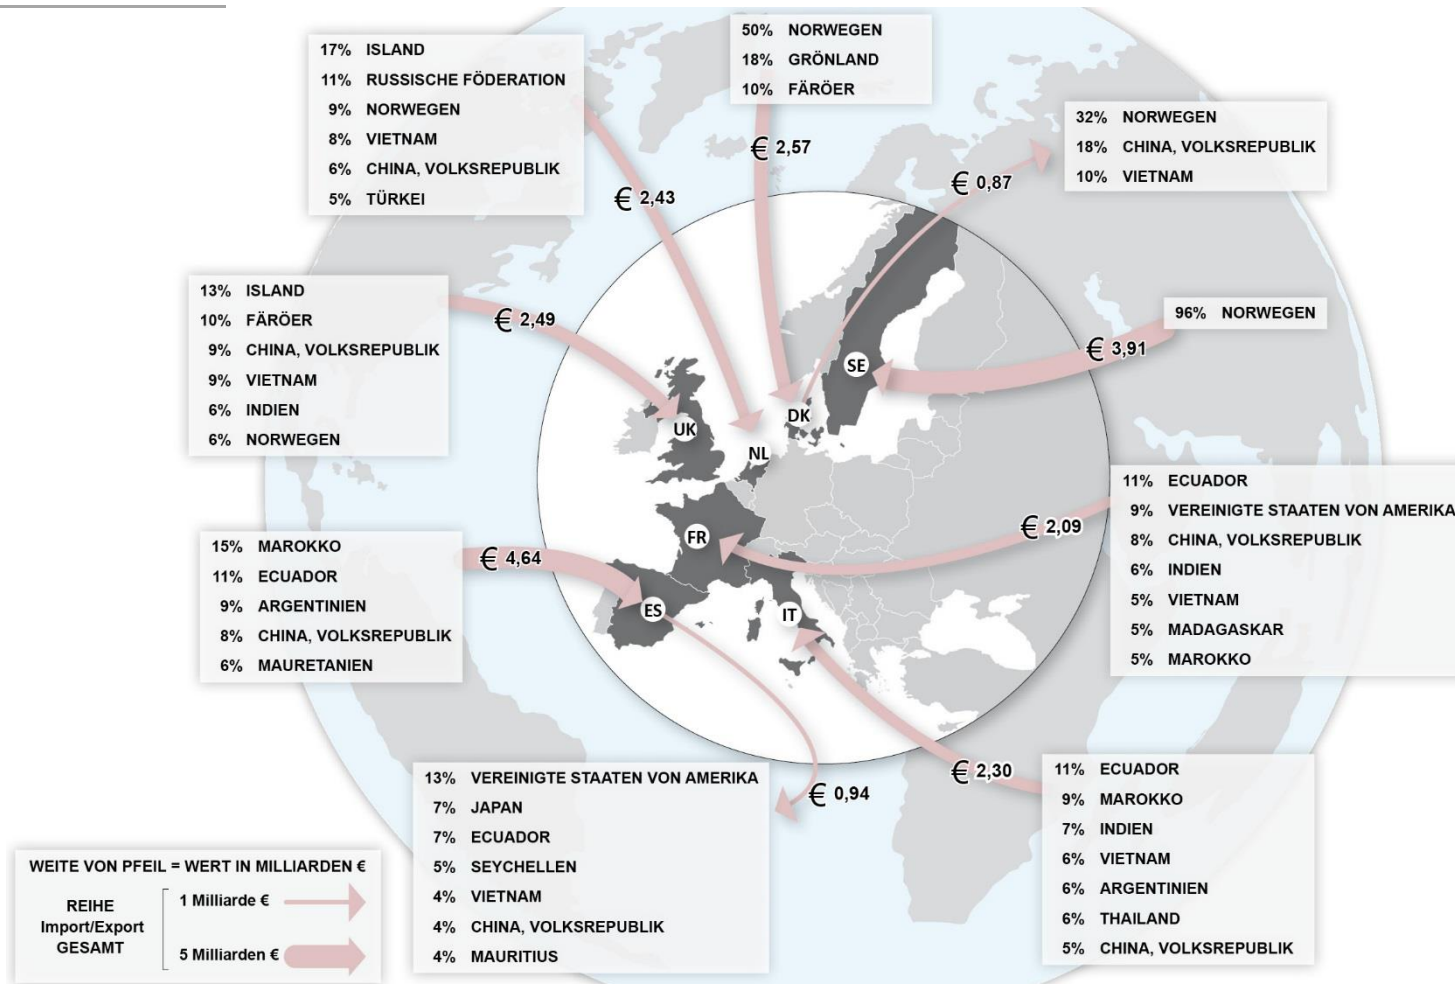 17% ISLAND
11% RUSSISCHE FÖDERATION
9% NORWEGEN
8% VIETNAM
6% CHINA, VOLKSREPUBLIK
5% TÜRKEI
50% NORWEGEN
18% GRÖNLAND
10% FÄRÖER
32% NORWEGEN
18% CHINA, VOLKSREPUBLIK
10% VIETNAM
€ 2,57
€ 0,87
€ 2,43
13% ISLAND
10% FÄRÖER
9% CHINA, VOLKSREPUBLIK
9% VIETNAM
6% INDIEN
6% NORWEGEN
€ 2,49
96% NORWEGEN
€ 3,91
SE
DK
UK
NL
FR
ES
IT
11% ECUADOR
9% VEREINIGTE STAATEN VON AMERIKA
8% CHINA, VOLKSREPUBLIK
6% INDIEN
5% VIETNAM
5% MADAGASKAR
5% MAROKKO
€ 2,09
15% MAROKKO
11% ECUADOR
9% ARGENTINIEN
8% CHINA, VOLKSREPUBLIK
6% MAURETANIEN
€ 4,64
13% VEREINIGTE STAATEN VON AMERIKA
7% JAPAN
7% ECUADOR
5% SEYCHELLEN
4% VIETNAM
4% CHINA, VOLKSREPUBLIK
4% MAURITIUS
€ 0,94
€ 2,30
11% ECUADOR
9% MAROKKO
7% INDIEN
6% VIETNAM
6% ARGENTINIEN
6% THAILAND
5% CHINA, VOLKSREPUBLIK
WEITE VON PFEIL = WERT IN MILLIARDEN €
REIHE
Import/Export
GESAMT
1 Milliarde €
5 Milliarden €